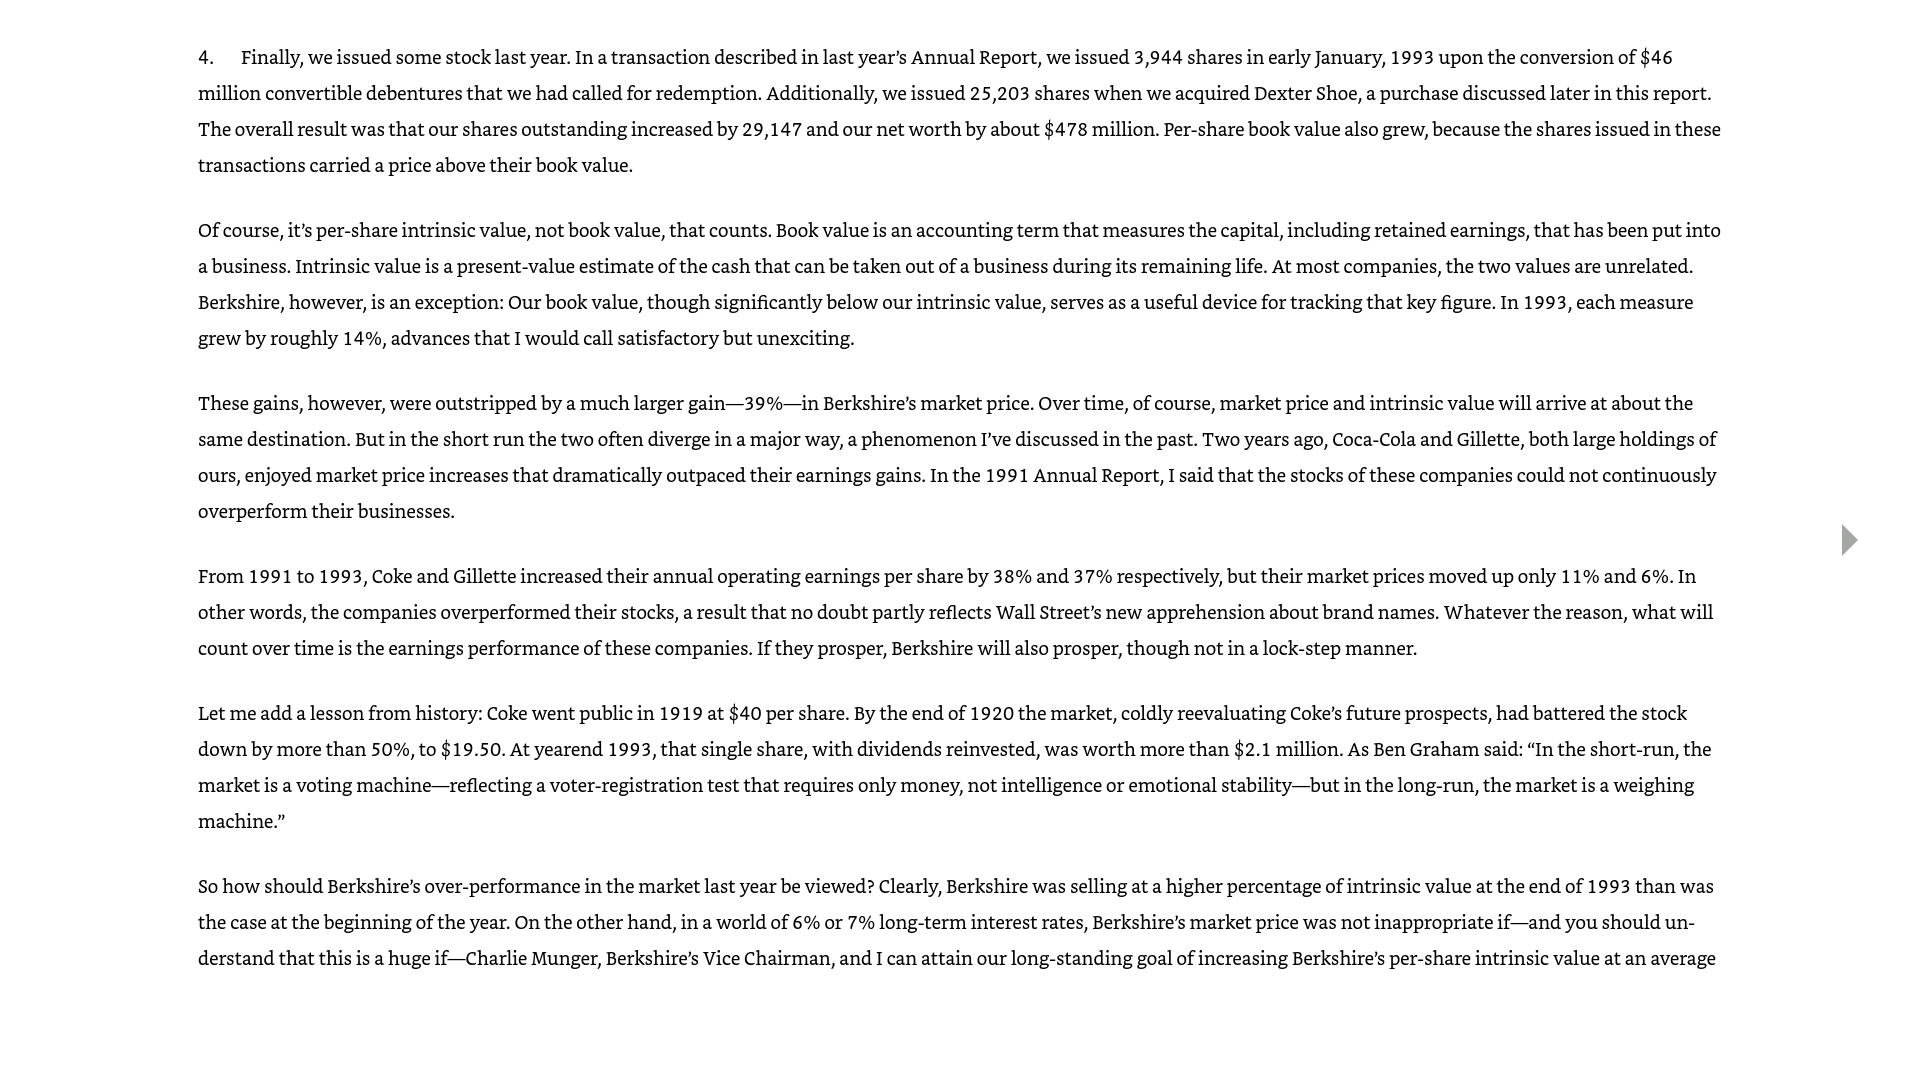 4. Finally, we issued some stock last year. In a transaction described in last year’s Annual Report, we issued 3,944 shares in early January, 1993 upon the conversion of $46
million convertible debentures that we had called for redemption. Additionally, we issued 25,203 shares when we acquired Dexter Shoe, a purchase discussed later in this report.
The overall result was that our shares outstanding increased by 29,147 and our net worth by about $478 million. Per-share book value also grew, because the shares issued in these
transactions carried a price above their book value.
Of course, it’s per-share intrinsic value, not book value, that counts. Book value is an accounting term that measures the capital, including retained earnings, that has been put into
a business. Intrinsic value is a present-value estimate of the cash that can be taken out of a business during its remaining life. At most companies, the two values are unrelated.
Berkshire, however, is an exception: Our book value, though significantly below our intrinsic value, serves as a useful device for tracking that key figure. In 1993, each measure
grew by roughly 14%, advances that I would call satisfactory but unexciting.
These gains, however, were outstripped by a much larger gain—39%—in Berkshire’s market price. Over time, of course, market price and intrinsic value will arrive at about the
same destination. But in the short run the two often diverge in a major way, a phenomenon I’ve discussed in the past. Two years ago, Coca-Cola and Gillette, both large holdings of
ours, enjoyed market price increases that dramatically outpaced their earnings gains. In the 1991 Annual Report, I said that the stocks of these companies could not continuously
overperform their businesses.
From 1991 to 1993, Coke and Gillette increased their annual operating earnings per share by 38% and 37% respectively, but their market prices moved up only 11% and 6%. In
other words, the companies overperformed their stocks, a result that no doubt partly reflects Wall Street’s new apprehension about brand names. Whatever the reason, what will
count over time is the earnings performance of these companies. If they prosper, Berkshire will also prosper, though not in a lock-step manner.
Let me add a lesson from history: Coke went public in 1919 at $40 per share. By the end of 1920 the market, coldly reevaluating Coke’s future prospects, had battered the stock
down by more than 50%, to $19.50. At yearend 1993, that single share, with dividends reinvested, was worth more than $2.1 million. As Ben Graham said: “In the short-run, the
market is a voting machine—reflecting a voter-registration test that requires only money, not intelligence or emotional stability—but in the long-run, the market is a weighing
machine.”
So how should Berkshire’s over-performance in the market last year be viewed? Clearly, Berkshire was selling at a higher percentage of intrinsic value at the end of 1993 than was
the case at the beginning of the year. On the other hand, in a world of 6% or 7% long-term interest rates, Berkshire’s market price was not inappropriate if—and you should un-
derstand that this is a huge if—Charlie Munger, Berkshire’s Vice Chairman, and I can attain our long-standing goal of increasing Berkshire’s per-share intrinsic value at an average